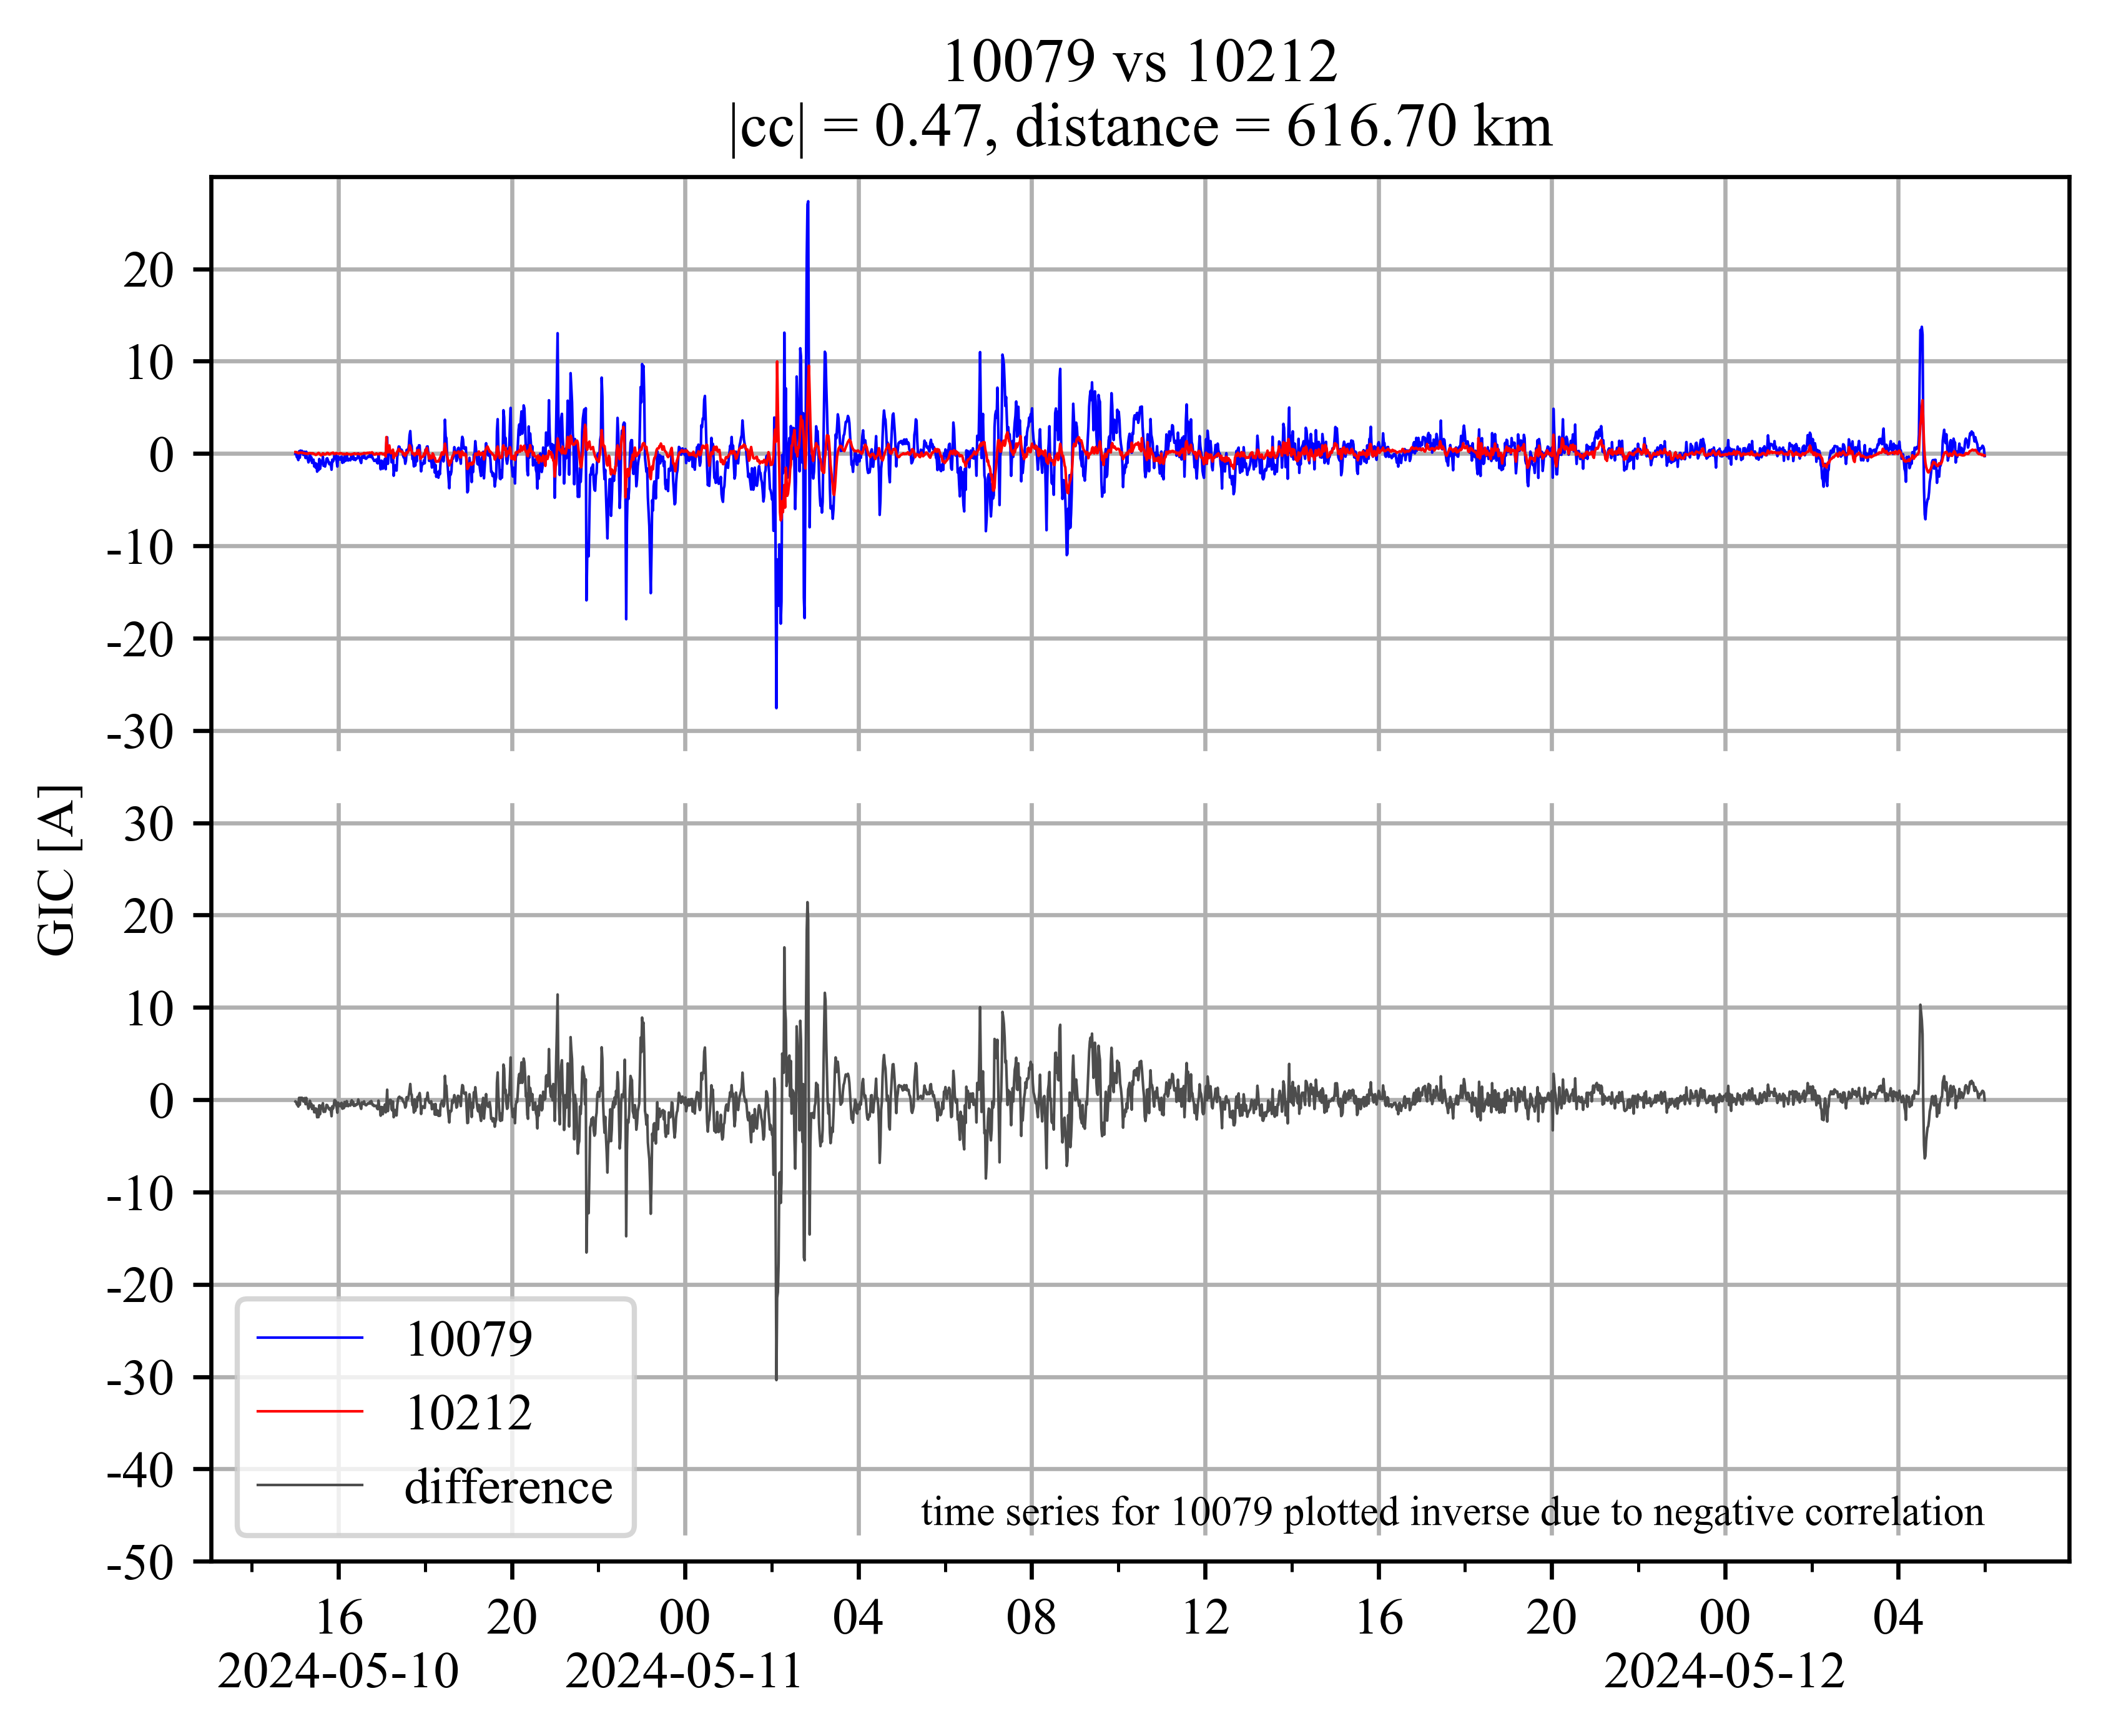 10079 vs 10212
|cc| = 0.47, distance = 616.70 km
20
10
0
-10
-20
-30
30
20
10
0
-10
-20
-30
-40
-50
GIC [A]
10079
10212
difference
time series for 10079 plotted inverse due to negative correlation
16 20 00 04 08 12 16 20 00 04
2024-05-10 2024-05-11 2024-05-12